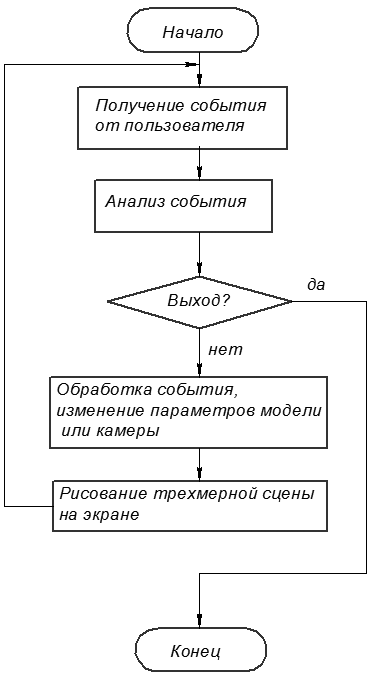 Начало
Получение события
от пользователя
Анализ события
Выход?
да
нет
Обработка события,
изменение параметров модели
или камеры
Рисование трехмерной сцены
на экране
Конец